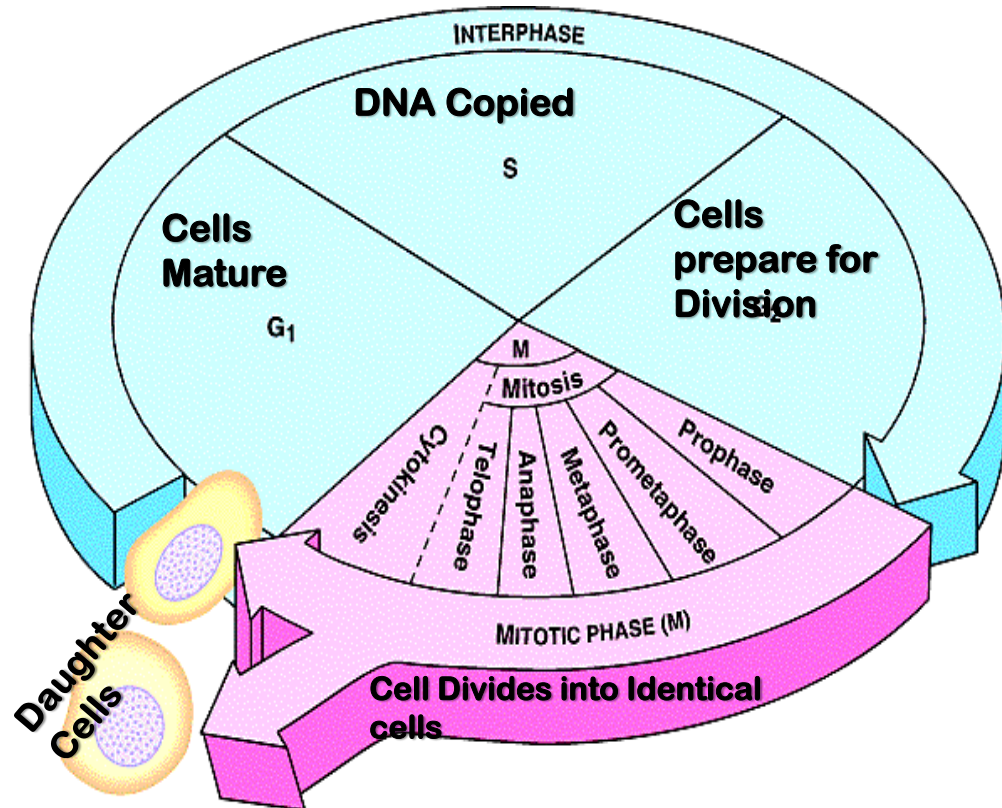 INTERPHASE
DNA Copied
S
Cells
Mature
G₁
Cells
prepare for
Division
G₂
M
Mitosis
Cytokinesis
Telophase
Anaphase
Metaphase
Prometaphase
Prophase
MITOTIC PHASE (M)
Cell Divides into Identical
cells
Daughter
Cells